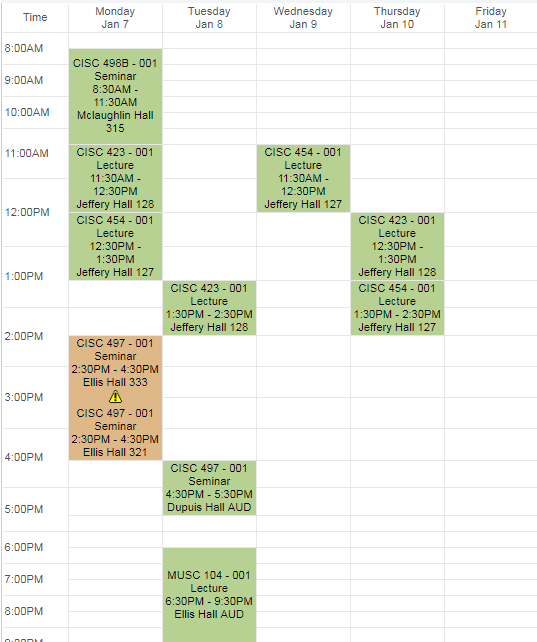 Time
Monday
Jan 7
Tuesday
Jan 8
Wednesday
Jan 9
Thursday
Jan 10
Friday
Jan 11
8:00AM
9:00AM
10:00AM
11:00AM
12:00PM
1:00PM
2:00PM
3:00PM
4:00PM
5:00PM
6:00PM
7:00PM
8:00PM
CISC 498B - 001
Seminar
8:30AM -
11:30AM
Mclaughlin Hall
315
CISC 423 - 001
Lecture
11:30AM -
12:30PM
Jeffery Hall 128
CISC 454 - 001
Lecture
12:30PM -
1:30PM
Jeffery Hall 127
CISC 497 - 001
Seminar
2:30PM - 4:30PM
Ellis Hall 333
CISC 497 - 001
Seminar
2:30PM - 4:30PM
Ellis Hall 321
CISC 423 - 001
Lecture
1:30PM - 2:30PM
Jeffery Hall 128
CISC 497 - 001
Seminar
4:30PM - 5:30PM
Dupuis Hall AUD
MUSC 104 - 001
Lecture
6:30PM - 9:30PM
Ellis Hall AUD
CISC 454 - 001
Lecture
11:30AM -
12:30PM
Jeffery Hall 127
CISC 423 - 001
Lecture
12:30PM -
1:30PM
Jeffery Hall 128
CISC 454 - 001
Lecture
1:30PM - 2:30PM
Jeffery Hall 127